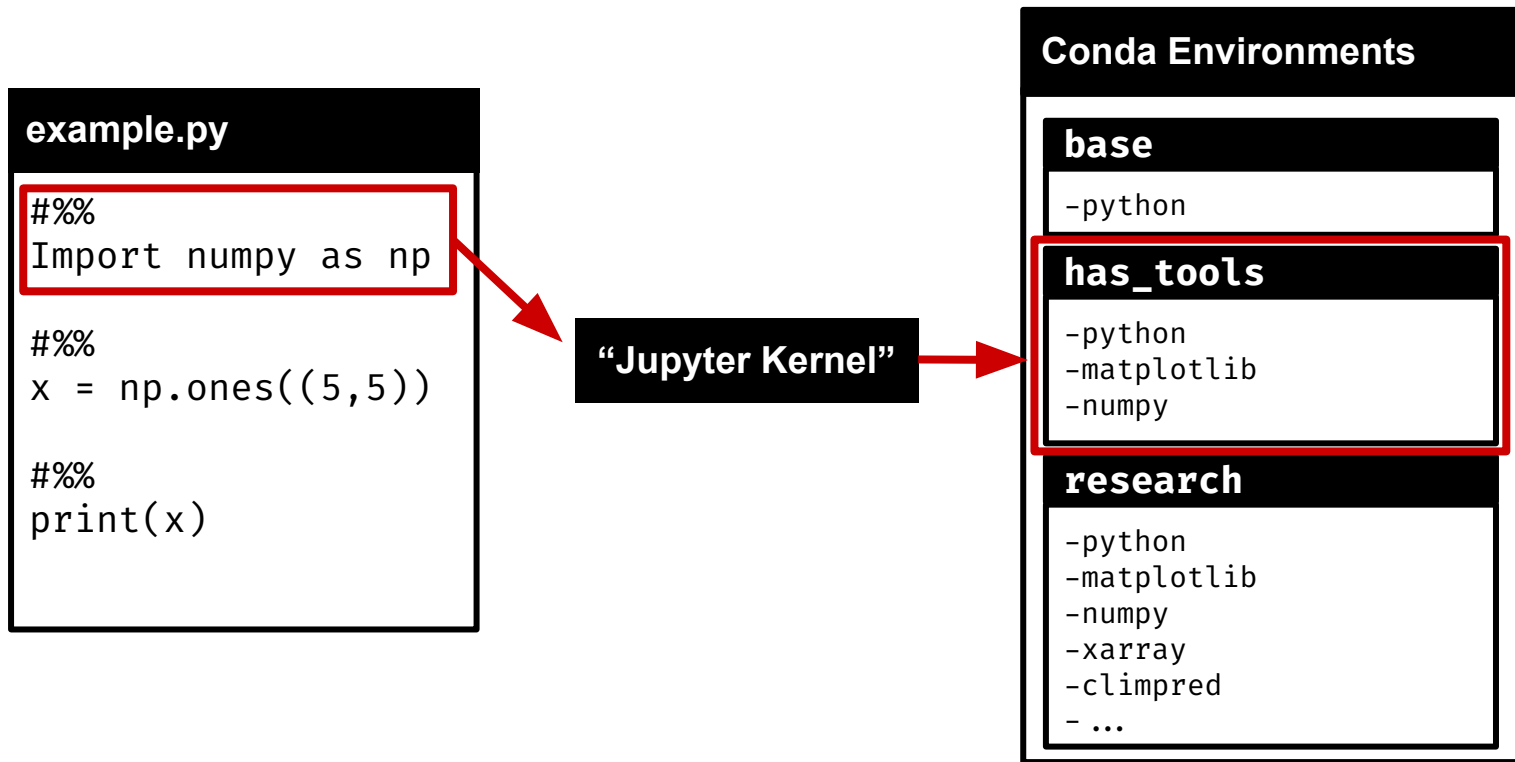 example.py
#%%
Import numpy as np
#%%
x = np.ones((5,5))
#%%
print(x)
“Jupyter Kernel”
Conda Environments
base
-python
has_tools
-python
-matplotlib
-numpy
research
-python
-matplotlib
-numpy
-xarray
-climpred
- ...